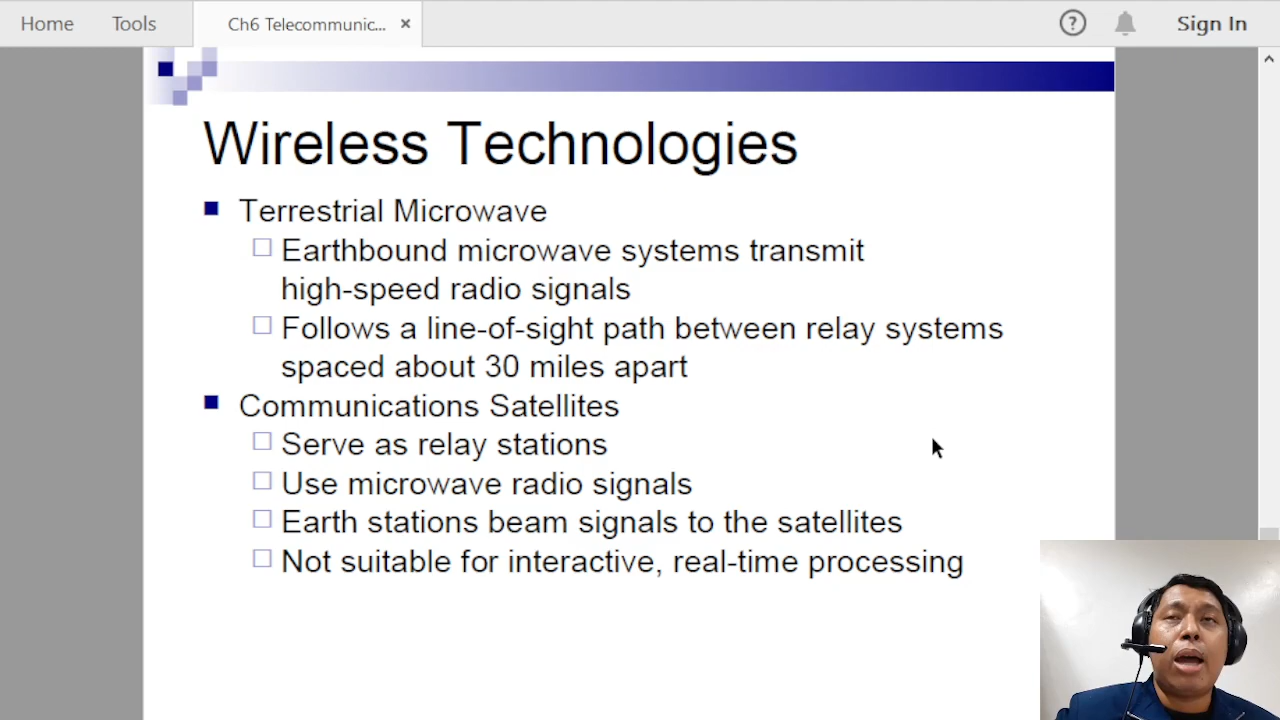 Home Tools Ch6 Telecommunic... × ? Sign In
Wireless Technologies
Terrestrial Microwave
Earthbound microwave systems transmit
high-speed radio signals
Follows a line-of-sight path between relay systems
spaced about 30 miles apart
Communications Satellites
Serve as relay stations
Use microwave radio signals
Earth stations beam signals to the satellites
Not suitable for interactive, real-time processing